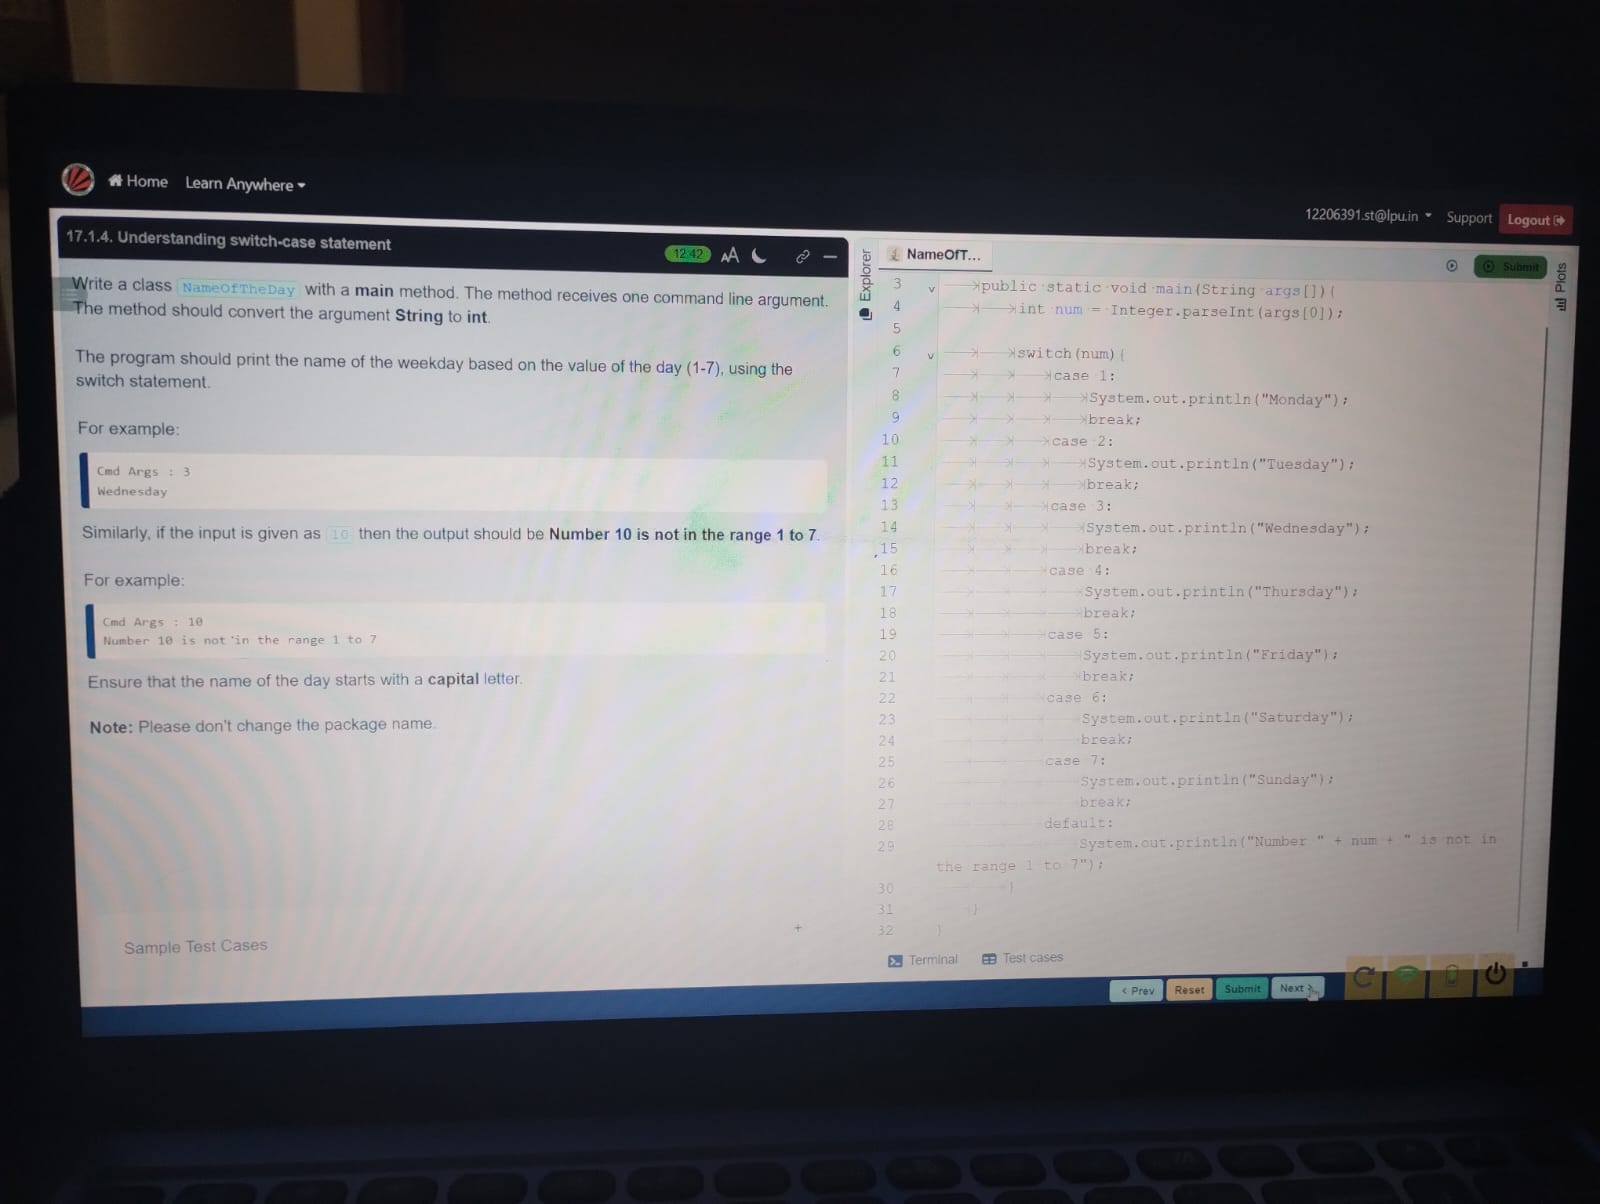 Home Learn Anywhere
12206391.st@lpu.in Support Logout
17.1.4. Understanding switch-case statement
12:42 AA
Write a class NameOfTheDay with a main method. The method receives one command line argument.
The method should convert the argument String to int.
The program should print the name of the weekday based on the value of the day (1-7), using the
switch statement.
For example:
Cmd Args : 3
Wednesday
Similarly, if the input is given as 10 then the output should be Number 10 is not in the range 1 to 7.
For example:
Cmd Args : 10
Number 10 is not in the range 1 to 7
Ensure that the name of the day starts with a capital letter.
Note: Please don't change the package name.
Sample Test Cases
+
Explorer
NameOfT...
Submit
Plots
3 public static void main(String args[]){
4 int num = Integer.parseInt(args[0]);
5
6 switch(num){
7 case 1:
8 System.out.println("Monday");
9 break;
10 case 2:
11 System.out.println("Tuesday");
12 break;
13 case 3:
14 System.out.println("Wednesday");
15 break;
16 case 4:
17 System.out.println("Thursday");
18 break;
19 case 5:
20 System.out.println("Friday");
21 break;
22 case 6:
23 System.out.println("Saturday");
24 break;
25 case 7:
26 System.out.println("Sunday");
27 break;
28 default:
29 System.out.println("Number " + num + " is not in
the range 1 to 7");
30 }
31 }
32 }
Terminal Test cases
< Prev Reset Submit Next >